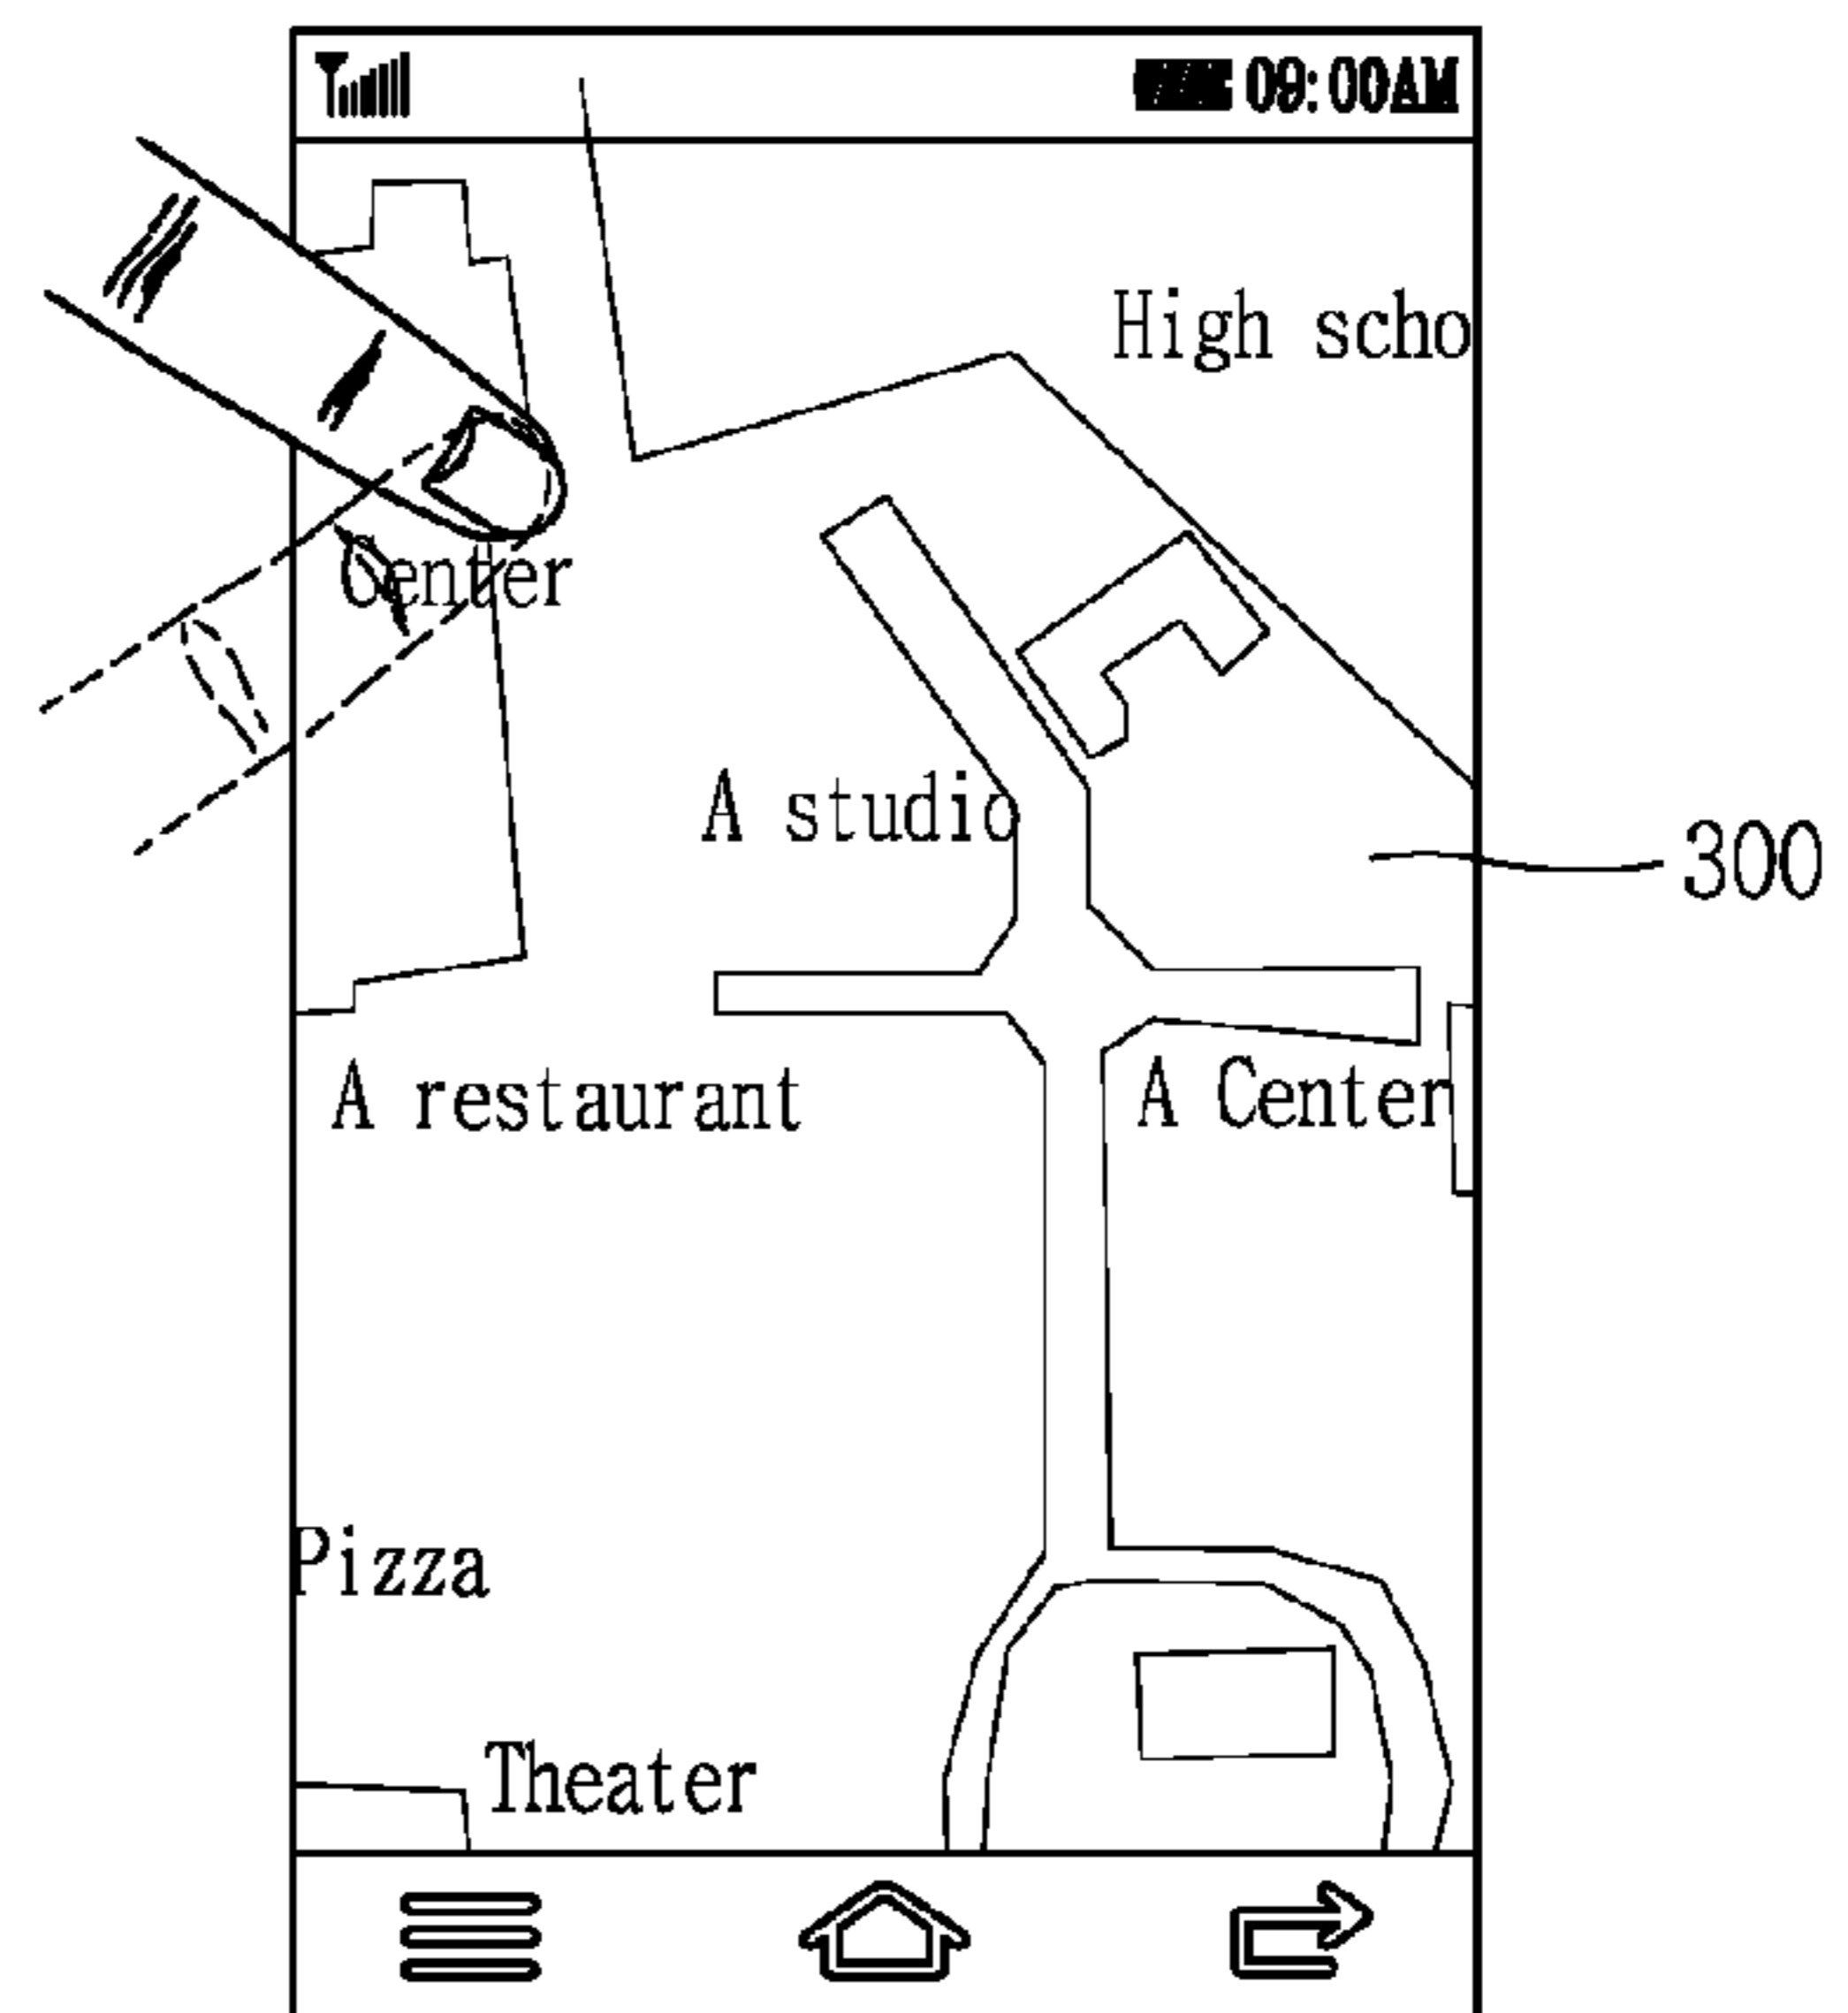 09:00AM
High scho
Center
A studio
300
A restaurant
A Center
Pizza
Theater